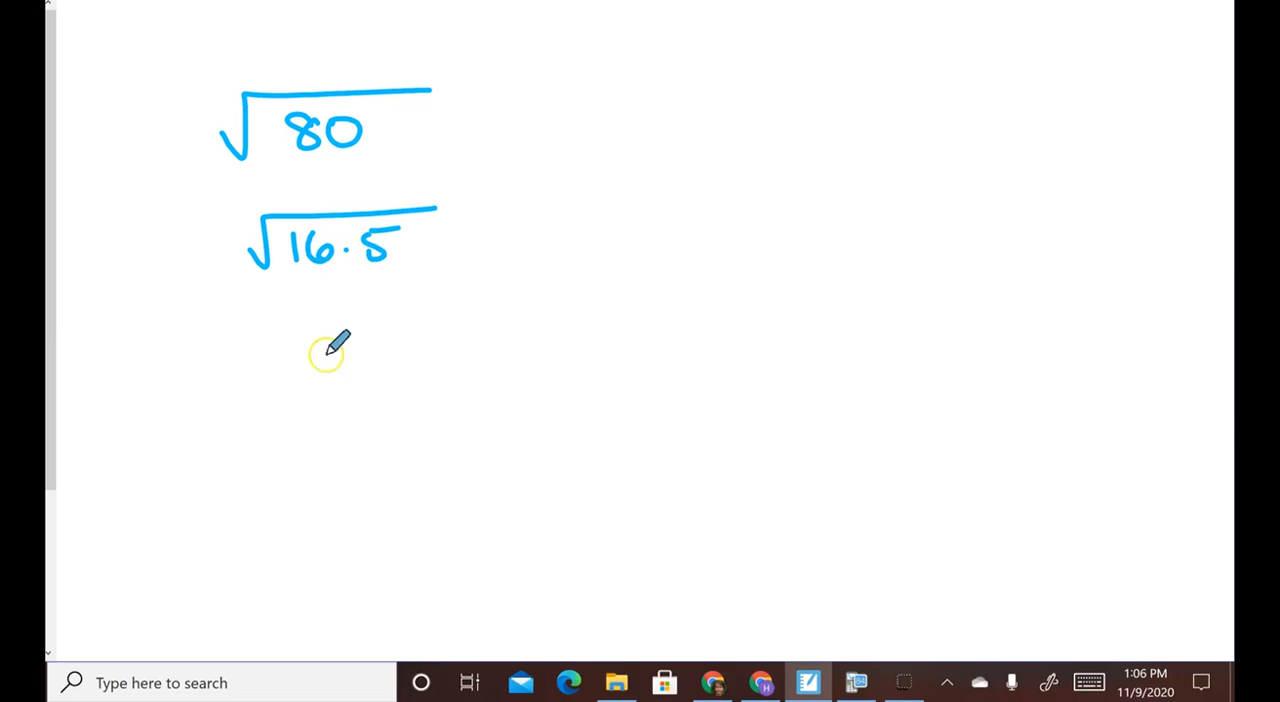 √80
√16·5
Type here to search
1:06 PM
11/9/2020